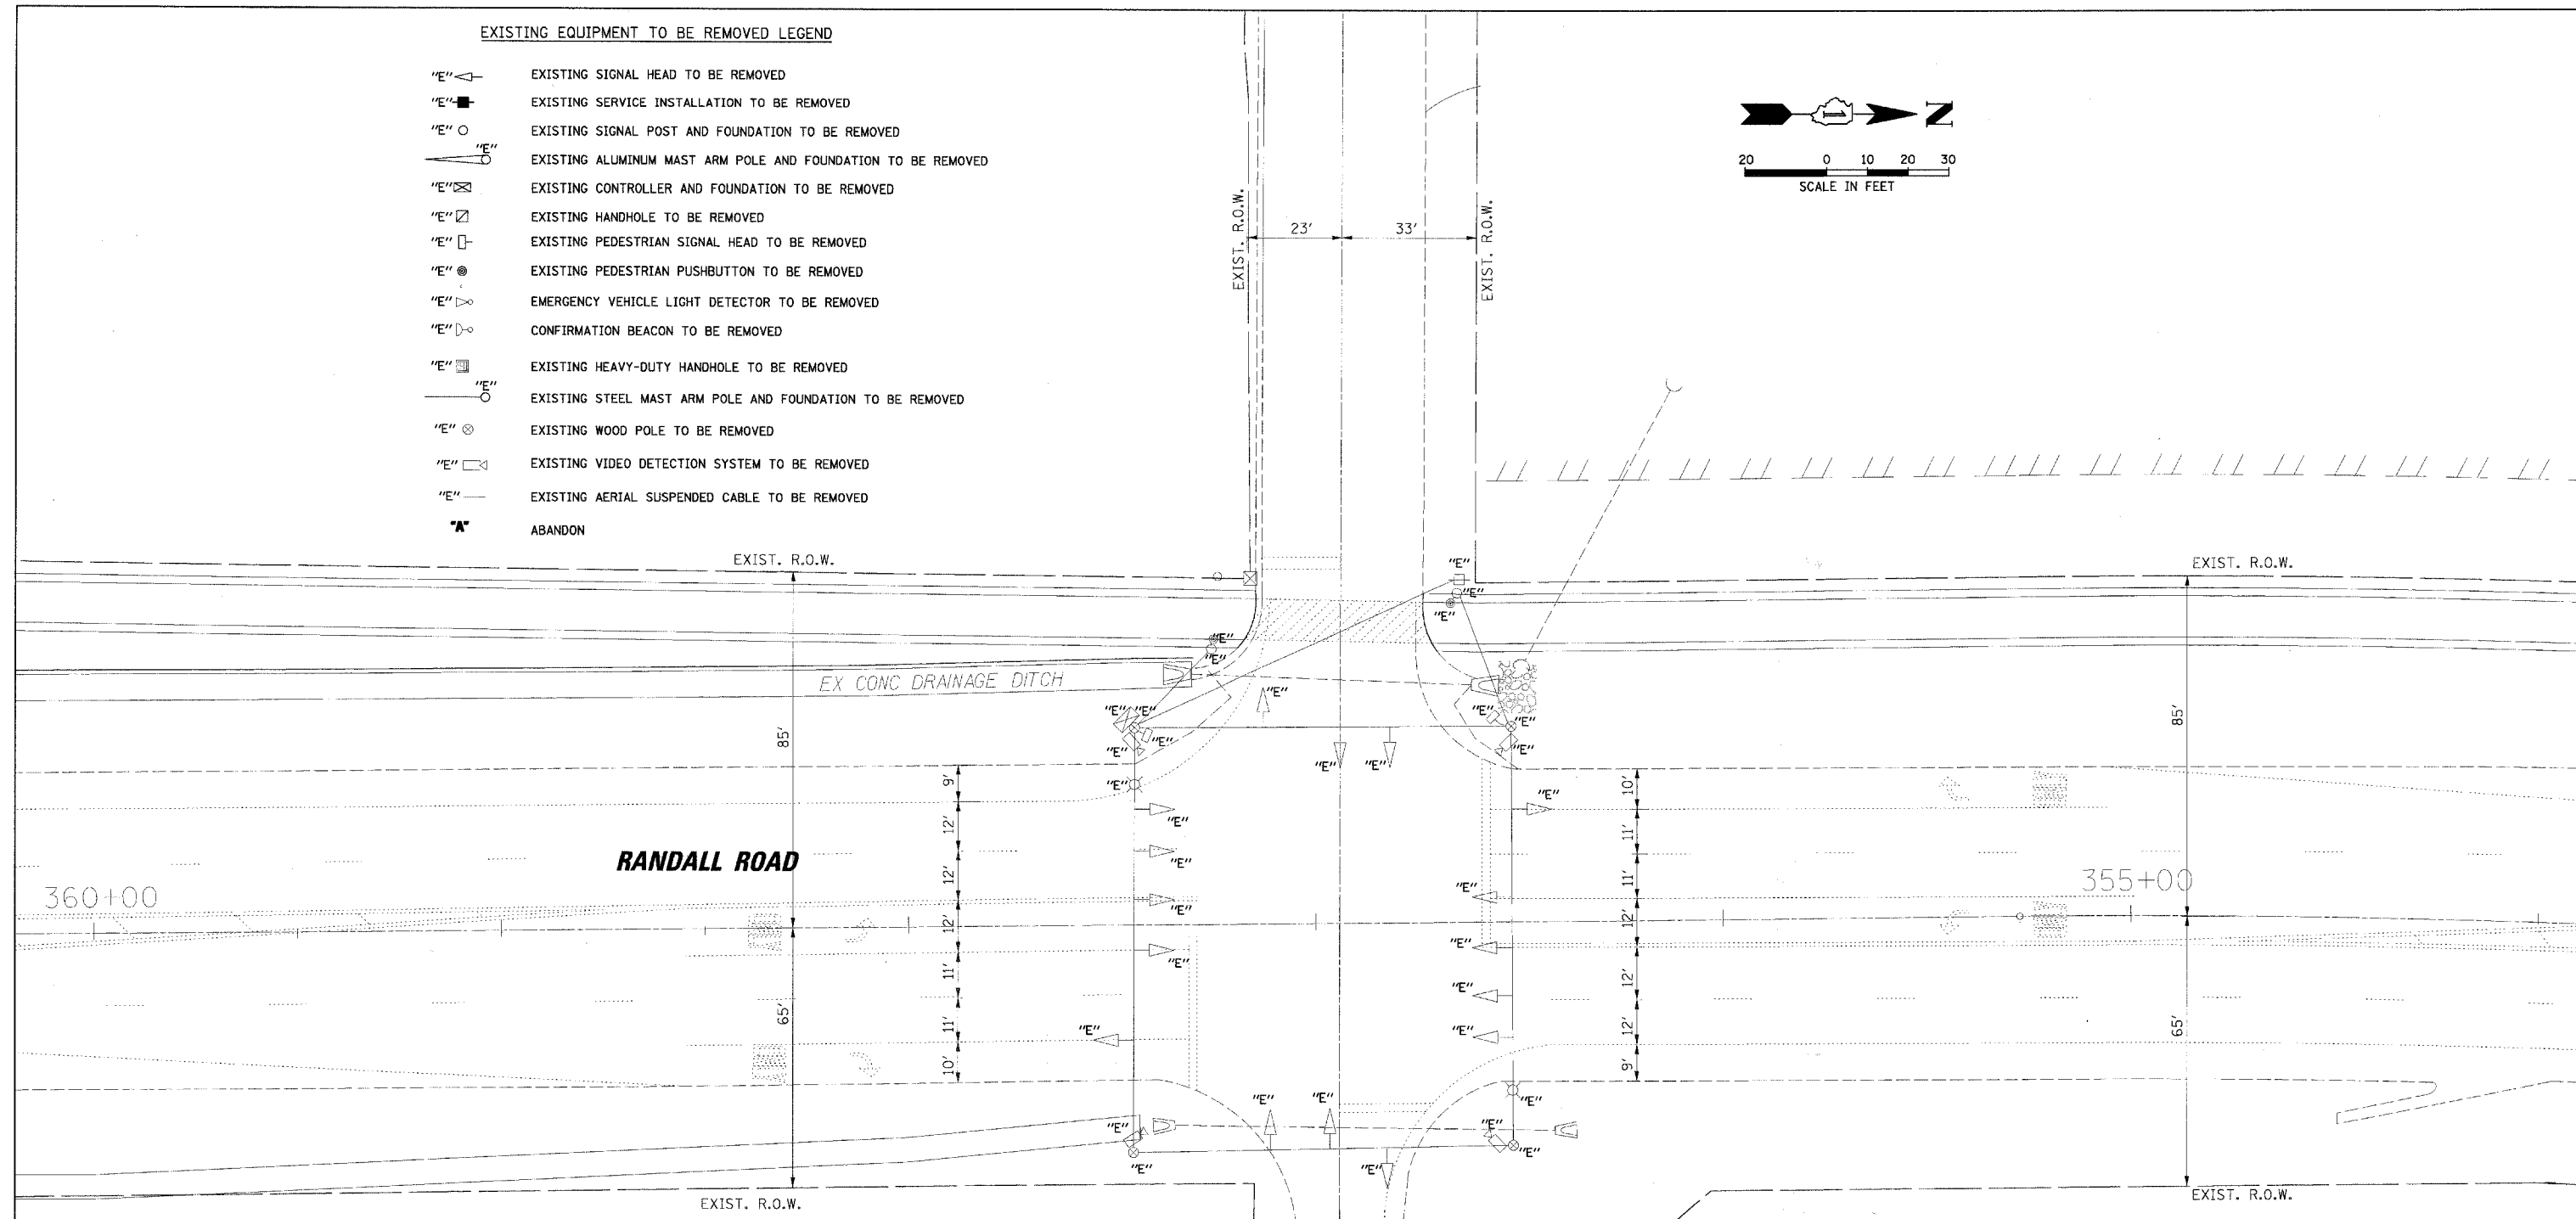 EXISTING EQUIPMENT TO BE REMOVED LEGEND
"E" EXISTING SIGNAL HEAD TO BE REMOVED
"E" EXISTING SERVICE INSTALLATION TO BE REMOVED
"E" EXISTING SIGNAL POST AND FOUNDATION TO BE REMOVED
"E" EXISTING ALUMINUM MAST ARM POLE AND FOUNDATION TO BE REMOVED
"E" EXISTING CONTROLLER AND FOUNDATION TO BE REMOVED
"E" EXISTING HANDHOLE TO BE REMOVED
"E" EXISTING PEDESTRIAN SIGNAL HEAD TO BE REMOVED
"E" EXISTING PEDESTRIAN PUSHBUTTON TO BE REMOVED
"E" EMERGENCY VEHICLE LIGHT DETECTOR TO BE REMOVED
"E" CONFIRMATION BEACON TO BE REMOVED
"E" EXISTING HEAVY-DUTY HANDHOLE TO BE REMOVED
"E" EXISTING STEEL MAST ARM POLE AND FOUNDATION TO BE REMOVED
"E" EXISTING WOOD POLE TO BE REMOVED
"E" EXISTING VIDEO DETECTION SYSTEM TO BE REMOVED
"E" EXISTING AERIAL SUSPENDED CABLE TO BE REMOVED
"A" ABANDON
N
20 0 10 20 30
SCALE IN FEET
EXIST. R.O.W.
23' 33'
EXIST. R.O.W.
EXIST. R.O.W.
EXIST. R.O.W.
"E"
"E"
"E"
"E"
"E"
EX CONC DRAINAGE DITCH
"E"
"E" "E"
"E"
"E"
"E"
"E"
"E"
"E"
"E"
"E"
85'
85'
"E"
9'
10'
"E"
"E"
12'
11'
RANDALL ROAD
"E"
12'
11'
"E"
360+00
355+00
"E"
12'
12'
"E"
"E"
11'
12'
"E"
65'
65'
"E"
11'
12'
"E"
10'
9'
"E"
"E"
"E"
"E"
"E"
"E"
"E"
"E"
EXIST. R.O.W.
EXIST. R.O.W.